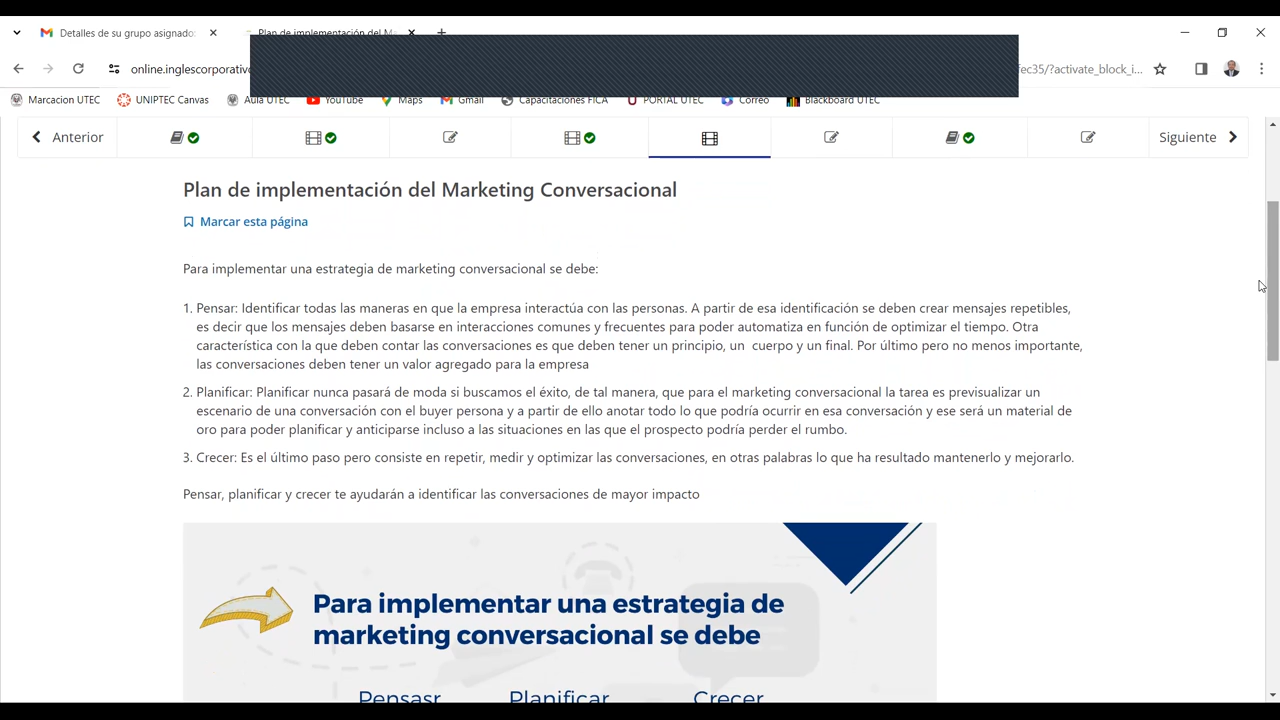 Detalles de su grupo asignado:
Plan de implementación del Ma
online.inglescorporativo
fec35/?activate_block_i...
Marcacion UTEC
UNIPTEC Canvas
Aula UTEC
YouTube
Maps
Gmail
Capacitaciones FICA
PORTAL UTEC
Correo
Blackboard UTEC
Anterior
Siguiente
Plan de implementación del Marketing Conversacional
Marcar esta página
Para implementar una estrategia de marketing conversacional se debe:
1. Pensar: Identificar todas las maneras en que la empresa interactúa con las personas. A partir de esa identificación se deben crear mensajes repetibles,
es decir que los mensajes deben basarse en interacciones comunes y frecuentes para poder automatiza en función de optimizar el tiempo. Otra
característica con la que deben contar las conversaciones es que deben tener un principio, un cuerpo y un final. Por último pero no menos importante,
las conversaciones deben tener un valor agregado para la empresa
2. Planificar: Planificar nunca pasará de moda si buscamos el éxito, de tal manera, que para el marketing conversacional la tarea es previsualizar un
escenario de una conversación con el buyer persona y a partir de ello anotar todo lo que podría ocurrir en esa conversación y ese será un material de
oro para poder planificar y anticiparse incluso a las situaciones en las que el prospecto podría perder el rumbo.
3. Crecer: Es el último paso pero consiste en repetir, medir y optimizar las conversaciones, en otras palabras lo que ha resultado mantenerlo y mejorarlo.
Pensar, planificar y crecer te ayudarán a identificar las conversaciones de mayor impacto
Para implementar una estrategia de
marketing conversacional se debe
Pensasr Planificar Crecer